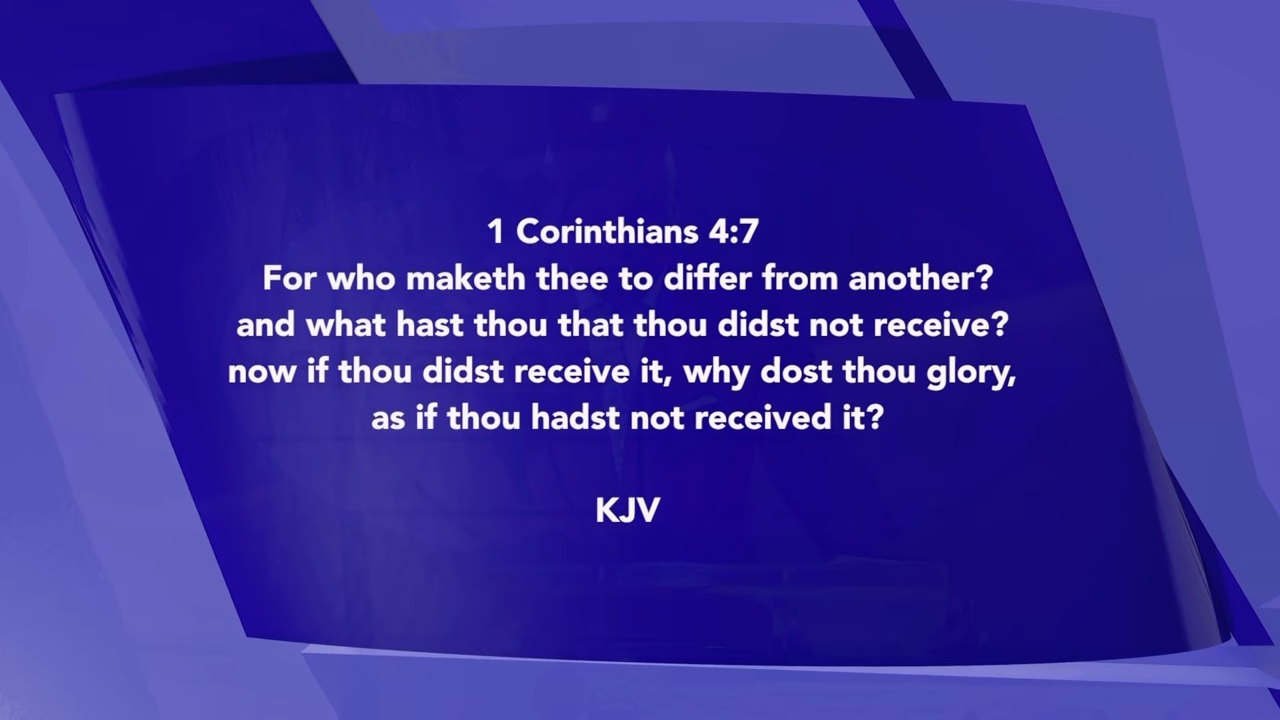 1 Corinthians 4:7
For who maketh thee to differ from another?
and what hast thou that thou didst not receive?
now if thou didst receive it, why dost thou glory,
as if thou hadst not received it?
KJV